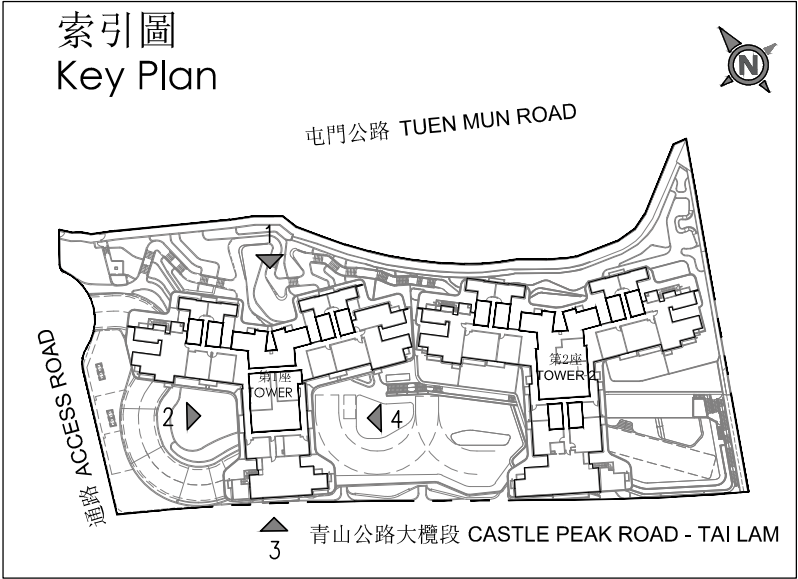 索引圖
Key Plan
N
屯門公路 TUEN MUN ROAD
1
第1座
TOWER 1
第2座
TOWER 2
通路 ACCESS ROAD
2
4
3
青山公路大欖段 CASTLE PEAK ROAD - TAI LAM